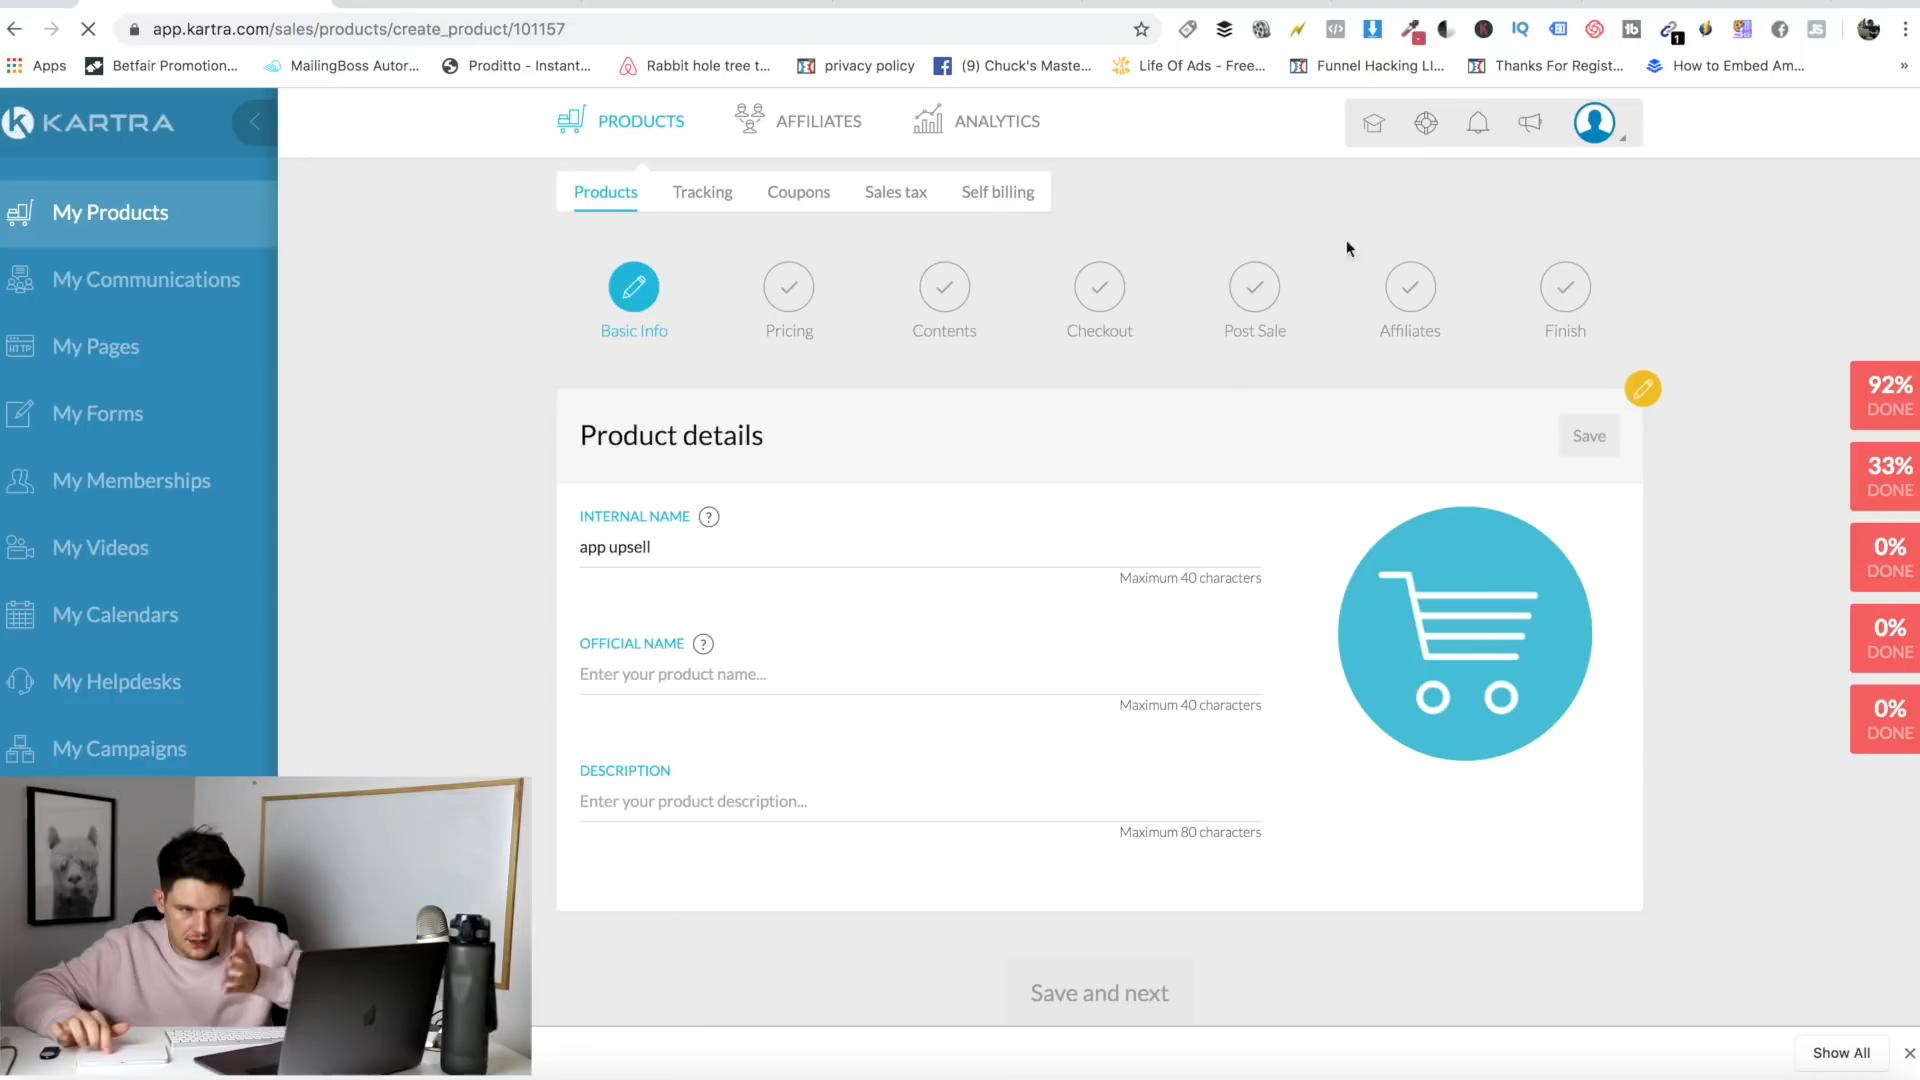 app.kartra.com/sales/products/create_product/101157
Apps
Betfair Promotion...
MailingBoss Autor...
Proditto - Instant...
Rabbit hole tree t...
privacy policy
(9) Chuck's Maste...
Life Of Ads - Free...
Funnel Hacking LI...
Thanks For Regist...
How to Embed Am...
»
KARTRA
PRODUCTS
AFFILIATES
ANALYTICS
Products
Tracking
Coupons
Sales tax
Self billing
My Products
My Communications
My Pages
My Forms
My Memberships
My Videos
My Calendars
My Helpdesks
My Campaigns
Basic Info
Pricing
Contents
Checkout
Post Sale
Affiliates
Finish
Product details
Save
INTERNAL NAME ?
app upsell
Maximum 40 characters
OFFICIAL NAME ?
Enter your product name...
Maximum 40 characters
DESCRIPTION
Enter your product description...
Maximum 80 characters
Save and next
92%
DONE
33%
DONE
0%
DONE
0%
DONE
0%
DONE
Show All